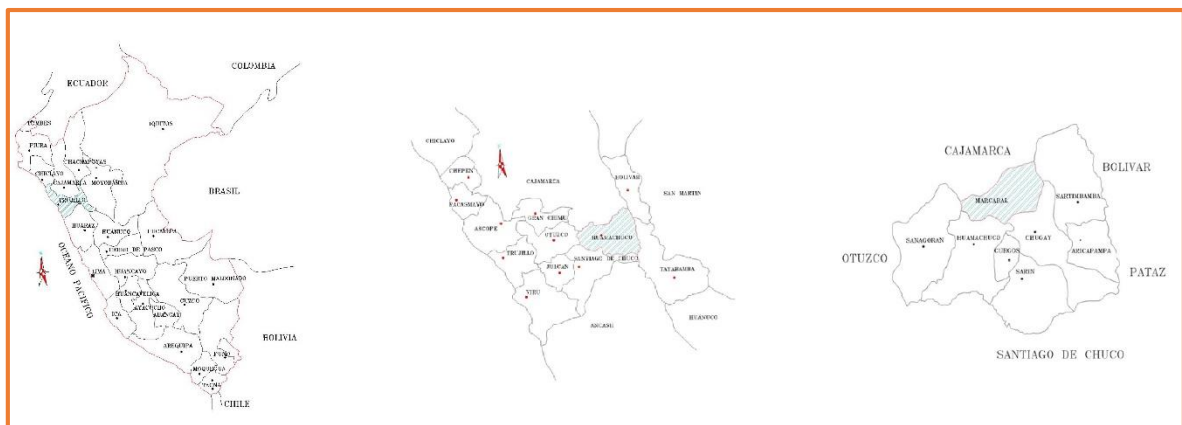 COLOMBIA
ECUADOR
TUMBES
IQUITOS
PIURA
CHACHAPOYAS
CHICLAYO
CAJAMARCA
MOYOBAMBA
BRASIL
HUARAZ
HUANUCO
PUCALLPA
CERRO DE PASCO
OCEANO PACIFICO
LIMA
HUANCAYO
PUERTO MALDONADO
HUANCAVELICA
CUZCO
AYACUCHO
ABANCAY
ICA
BOLIVIA
AREQUIPA
PUNO
MOQUEGUA
TACNA
CHILE
CHICLAYO
CHEPEN
BOLIVAR
CAJAMARCA
SAN MARTIN
PACASMAYO
GRAN CHIMU
ASCOPE
OTUZCO
HUAMACHUCO
TRUJILLO
SANTIAGO DE CHUCO
JULCAN
TAYABAMBA
VIRU
HUANUCO
ANCASH
CAJAMARCA
BOLIVAR
MARCABAL
SARTIMBAMBA
SANAGORAN
HUAMACHUCO
CHUGAY
OTUZCO
CURGOS
ARICAPAMPA
SARIN
PATAZ
SANTIAGO DE CHUCO